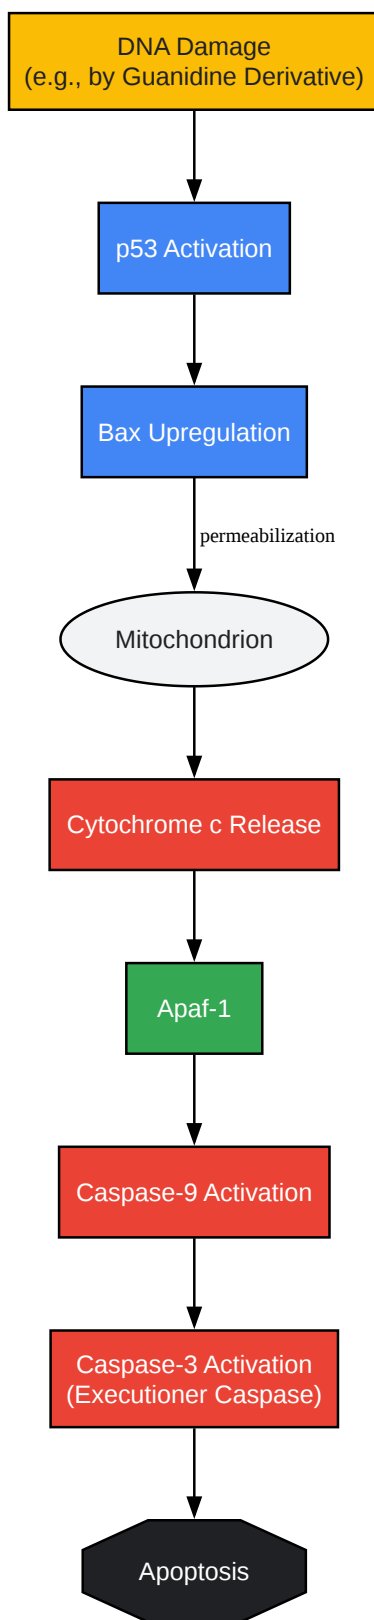 DNA Damage
(e.g., by Guanidine Derivative)
p53 Activation
Bax Upregulation
permeabilization
Mitochondrion
Cytochrome c Release
Apaf-1
Caspase-9 Activation
Caspase-3 Activation
(Executioner Caspase)
Apoptosis